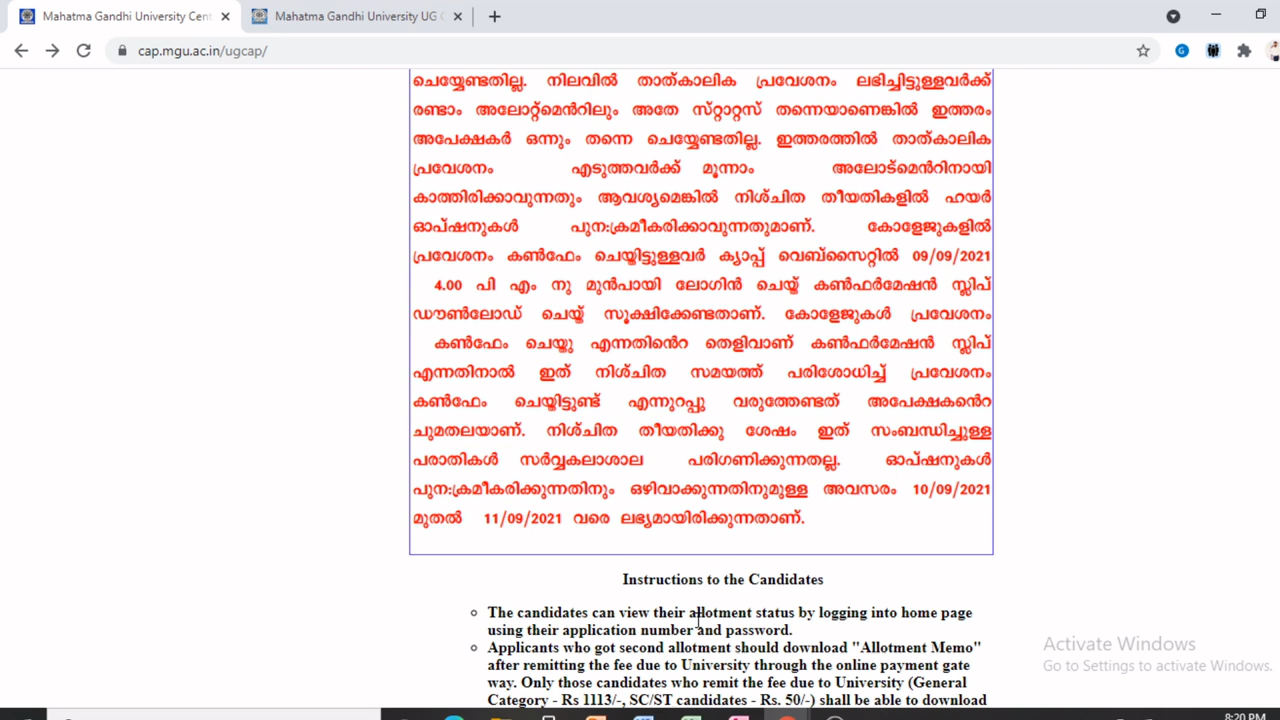 Mahatma Gandhi University Cent
Mahatma Gandhi University UG C
cap.mgu.ac.in/ugcap/
ചെയ്യേണ്ടതില്ല. നിലവിൽ താത്കാലിക പ്രവേശനം ലഭിച്ചിട്ടുള്ളവർക്ക്
രണ്ടാം അലോറ്റ്മെൻറിലും അതേ സ്റ്റാറ്റസ് തന്നെയാണെങ്കിൽ ഇത്തരം
അപേക്ഷകർ ഒന്നും തന്നെ ചെയ്യേണ്ടതില്ല. ഇത്തരത്തിൽ താത്കാലിക
പ്രവേശനം എടുത്തവർക്ക് മൂന്നാം അലോട്മെൻറിനായി
കാത്തിരിക്കാവുന്നതും ആവശ്യമെങ്കിൽ നിശ്ചിത തീയതികളിൽ ഹയർ
ഓപ്ഷനുകൾ പുന:ക്രമീകരിക്കാവുന്നതുമാണ്. കോളേജുകളിൽ
പ്രവേശനം കൺഫേം ചെയ്തിട്ടുള്ളവർ ക്യാപ്പ് വെബ്സൈറ്റിൽ 09/09/2021
4.00 പി എം നു മുൻപായി ലോഗിൻ ചെയ്ത് കൺഫർമേഷൻ സ്ലിപ്
ഡൗൺലോഡ് ചെയ്ത് സൂക്ഷിക്കേണ്ടതാണ്. കോളേജുകൾ പ്രവേശനം
കൺഫേം ചെയ്തു എന്നതിൻെറ തെളിവാണ് കൺഫർമേഷൻ സ്ലിപ്
എന്നതിനാൽ ഇത് നിശ്ചിത സമയത്ത് പരിശോധിച്ച് പ്രവേശനം
കൺഫേം ചെയ്തിട്ടുണ്ട് എന്നുറപ്പു വരുത്തേണ്ടത് അപേക്ഷകൻെറ
ചുമതലയാണ്. നിശ്ചിത തീയതിക്കു ശേഷം ഇത് സംബന്ധിച്ചുള്ള
പരാതികൾ സർവ്വകലാശാല പരിഗണിക്കുന്നതല്ല. ഓപ്ഷനുകൾ
പുന:ക്രമീകരിക്കുന്നതിനും ഒഴിവാക്കുന്നതിനുമുള്ള അവസരം 10/09/2021
മുതൽ 11/09/2021 വരെ ലഭ്യമായിരിക്കുന്നതാണ്.
Instructions to the Candidates
The candidates can view their allotment status by logging into home page
using their application number and password.
Applicants who got second allotment should download "Allotment Memo"
after remitting the fee due to University through the online payment gate
way. Only those candidates who remit the fee due to University (General
Category - Rs 1113/-, SC/ST candidates - Rs. 50/-) shall be able to download
Activate Windows
Go to Settings to activate Windows.
8:20 PM